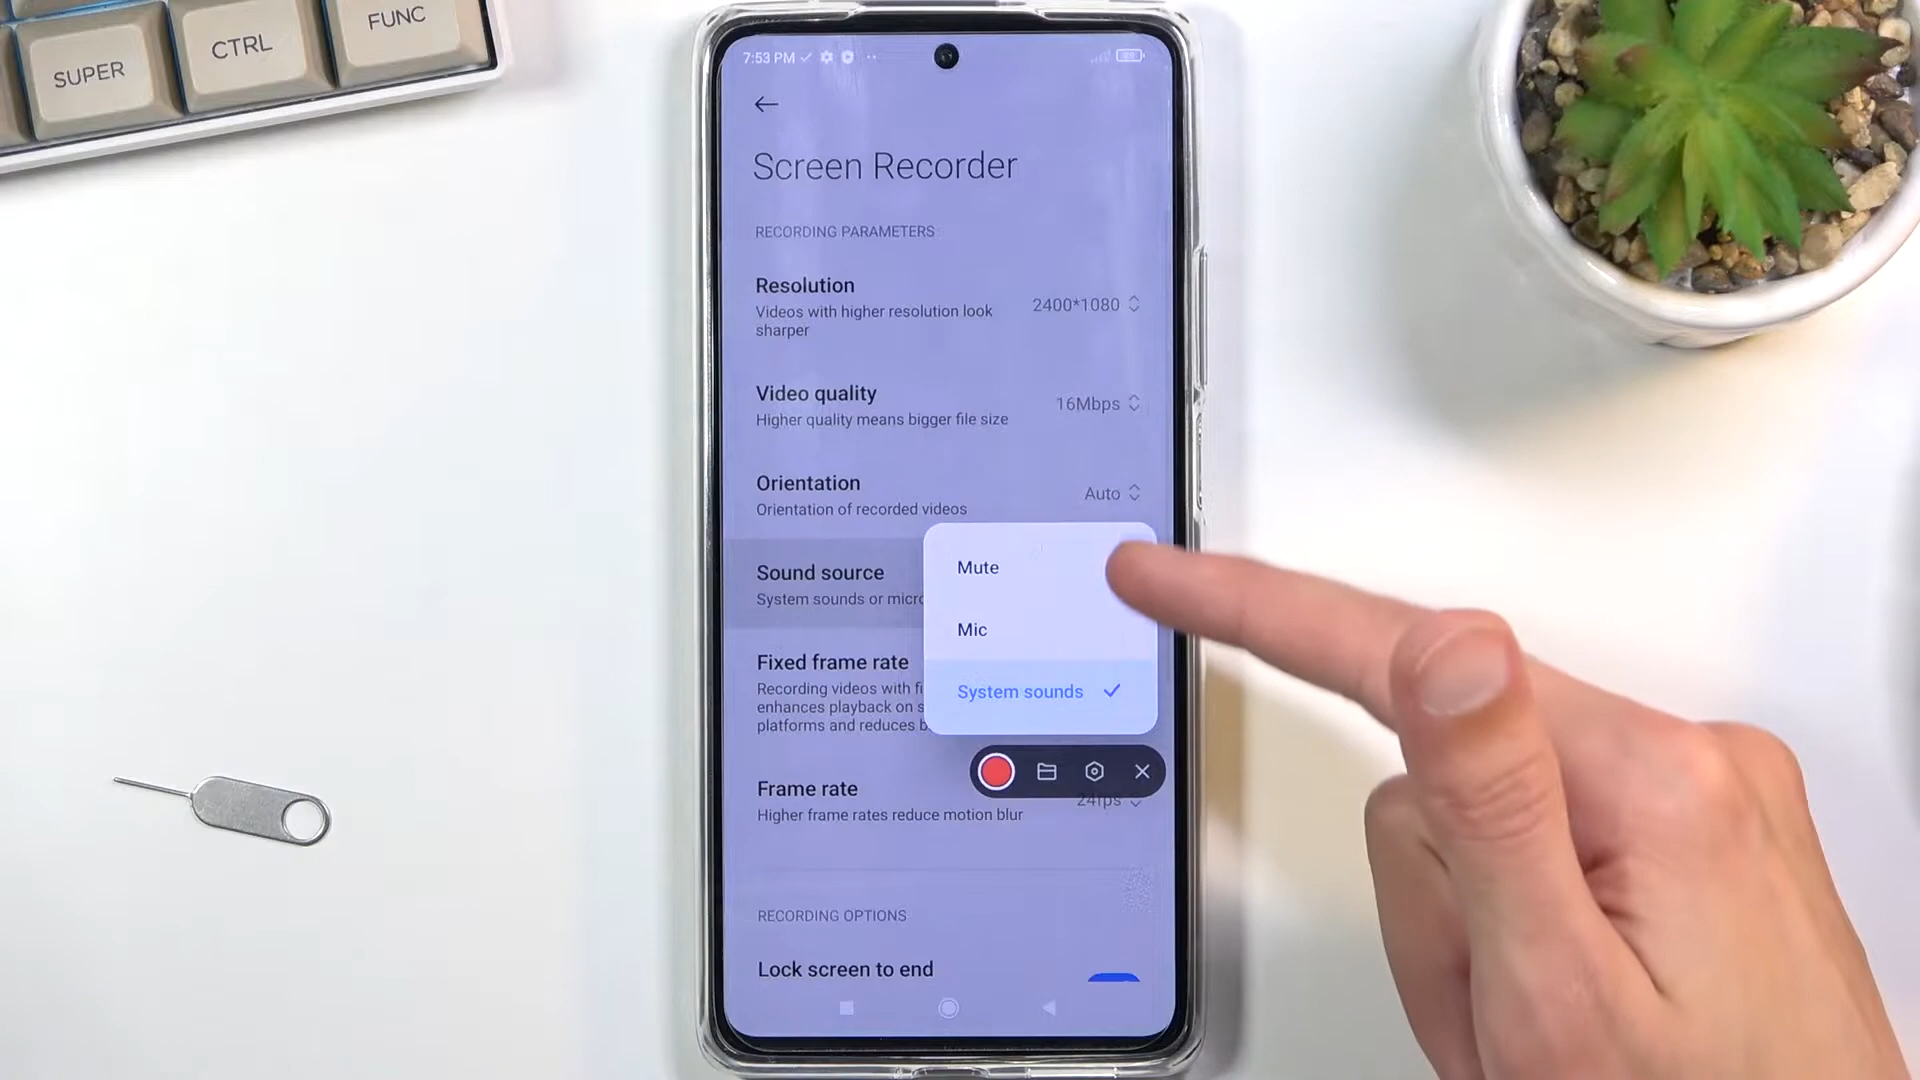 SUPER
CTRL
FUNC
7:53 PM
Screen Recorder
RECORDING PARAMETERS
Resolution
Videos with higher resolution look
sharper
2400*1080
Video quality
Higher quality means bigger file size
16Mbps
Orientation
Orientation of recorded videos
Auto
Sound source
System sounds or micro
Mute
Mic
System sounds
Fixed frame rate
Recording videos with fi
enhances playback on s
platforms and reduces b
Frame rate
Higher frame rates reduce motion blur
24fps
RECORDING OPTIONS
Lock screen to end